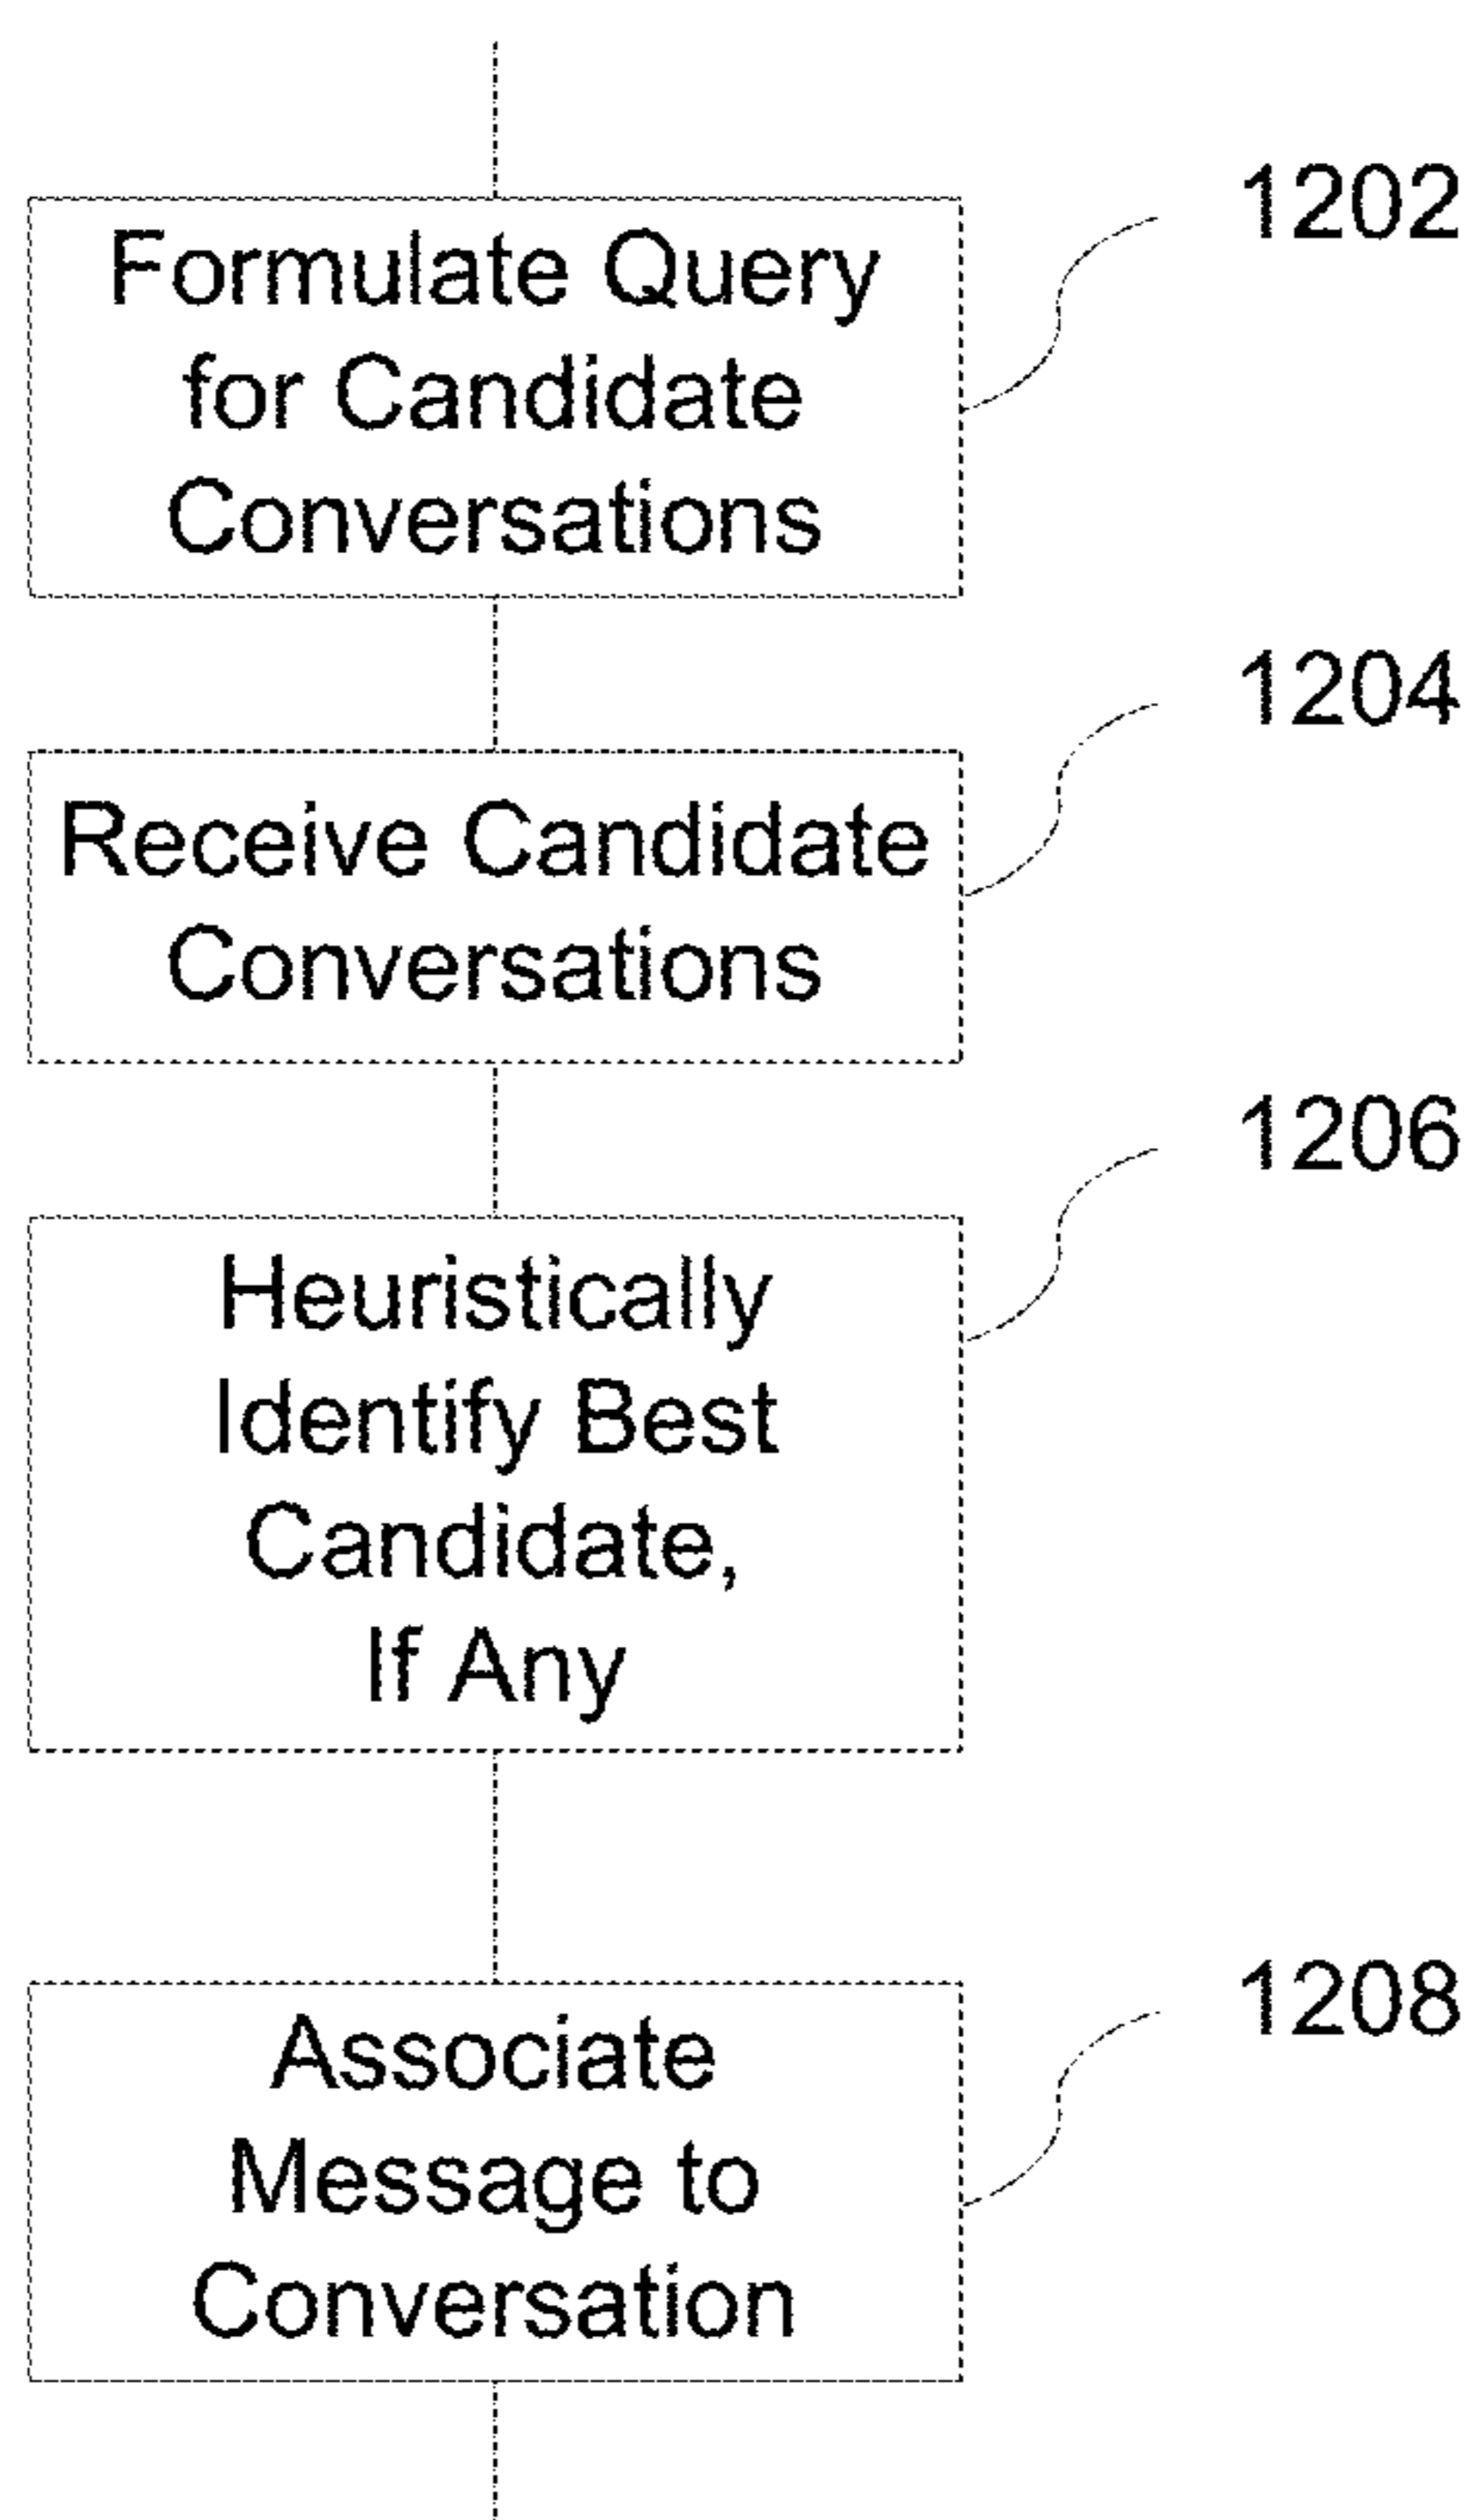 1202
Formulate Query
for Candidate
Conversations
1204
Receive Candidate
Conversations
1206
Heuristically
Identify Best
Candidate,
If Any
1208
Associate
Message to
Conversation